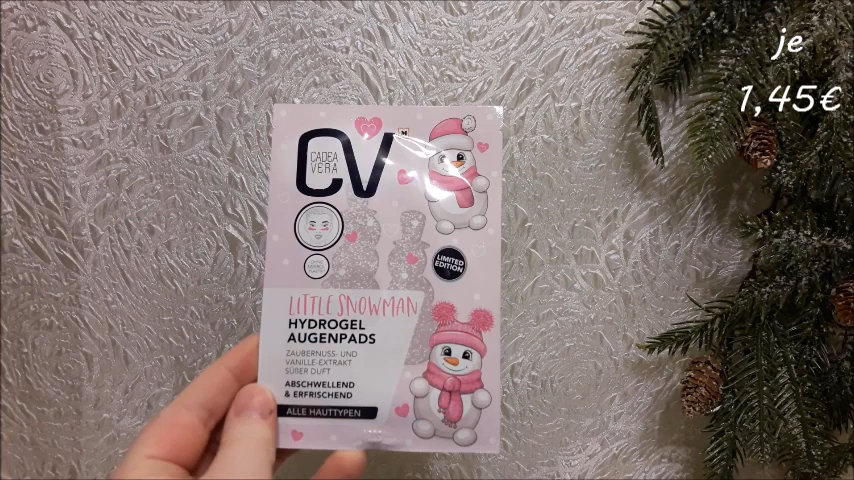 je
1,45€
CV
CADEA
VERA
M
LIMITED
EDITION
LITTLE SNOWMAN
HYDROGEL
AUGENPADS
ZAUBERNUSS- UND
VANILLE-EXTRAKT
SÜßER DUFT
ABSCHWELLEND
& ERFRISCHEND
ALLE HAUTTYPEN